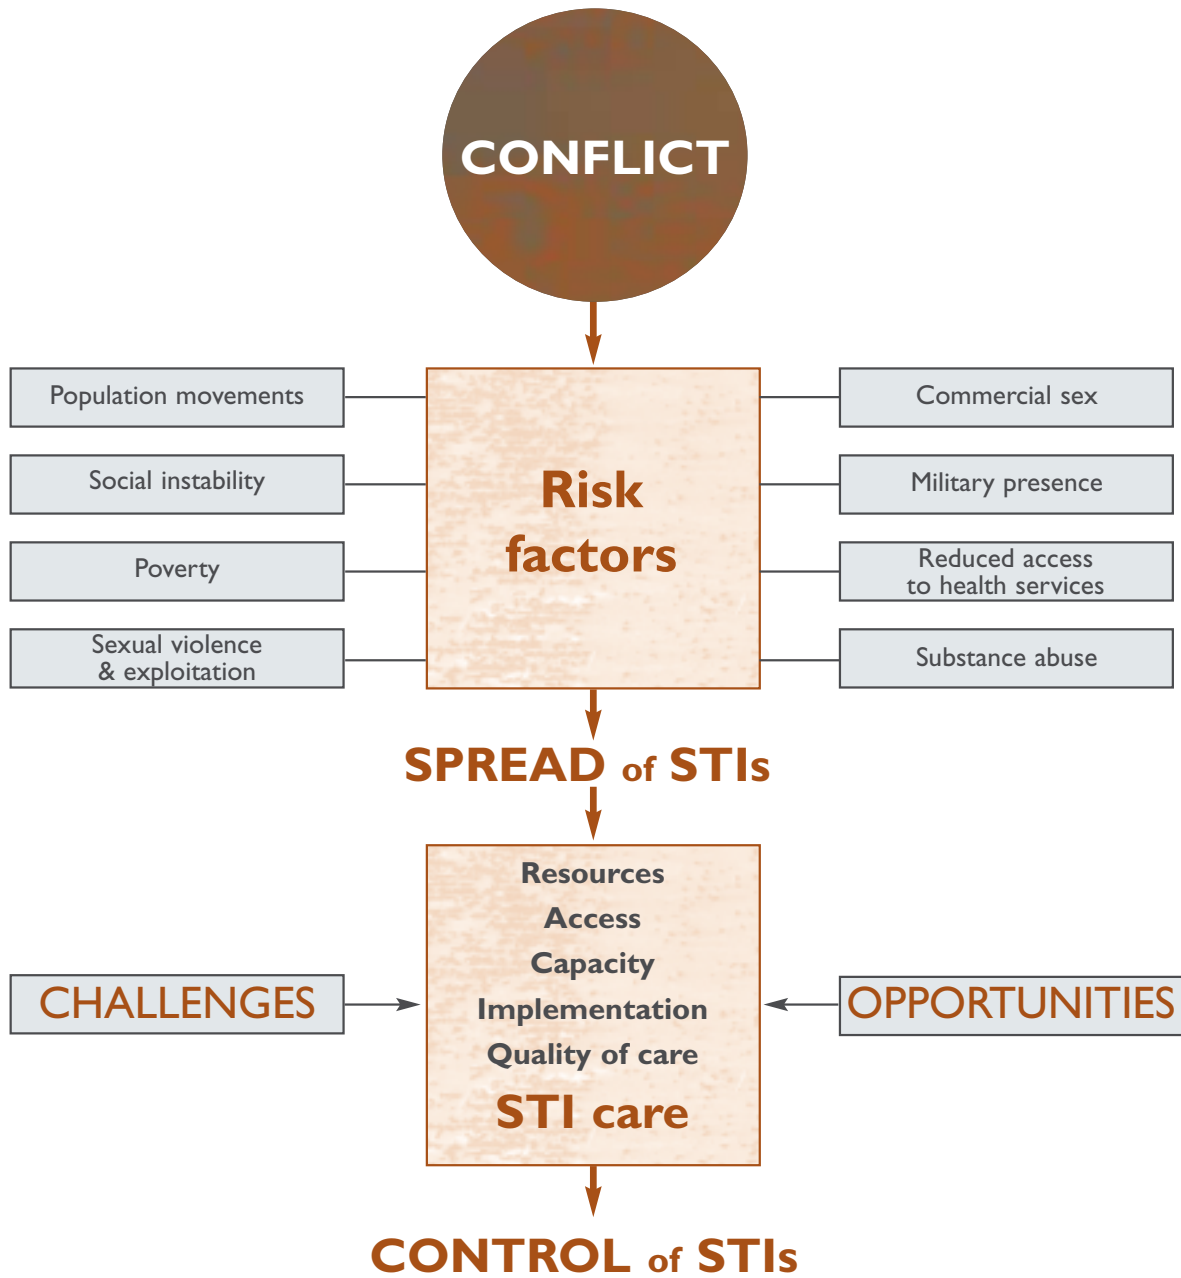 CONFLICT
Population movements
Social instability
Poverty
Sexual violence
& exploitation
Risk
factors
Commercial sex
Military presence
Reduced access
to health services
Substance abuse
SPREAD of STIs
Resources
Access
Capacity
Implementation
Quality of care
STI care
CHALLENGES
OPPORTUNITIES
CONTROL of STIs